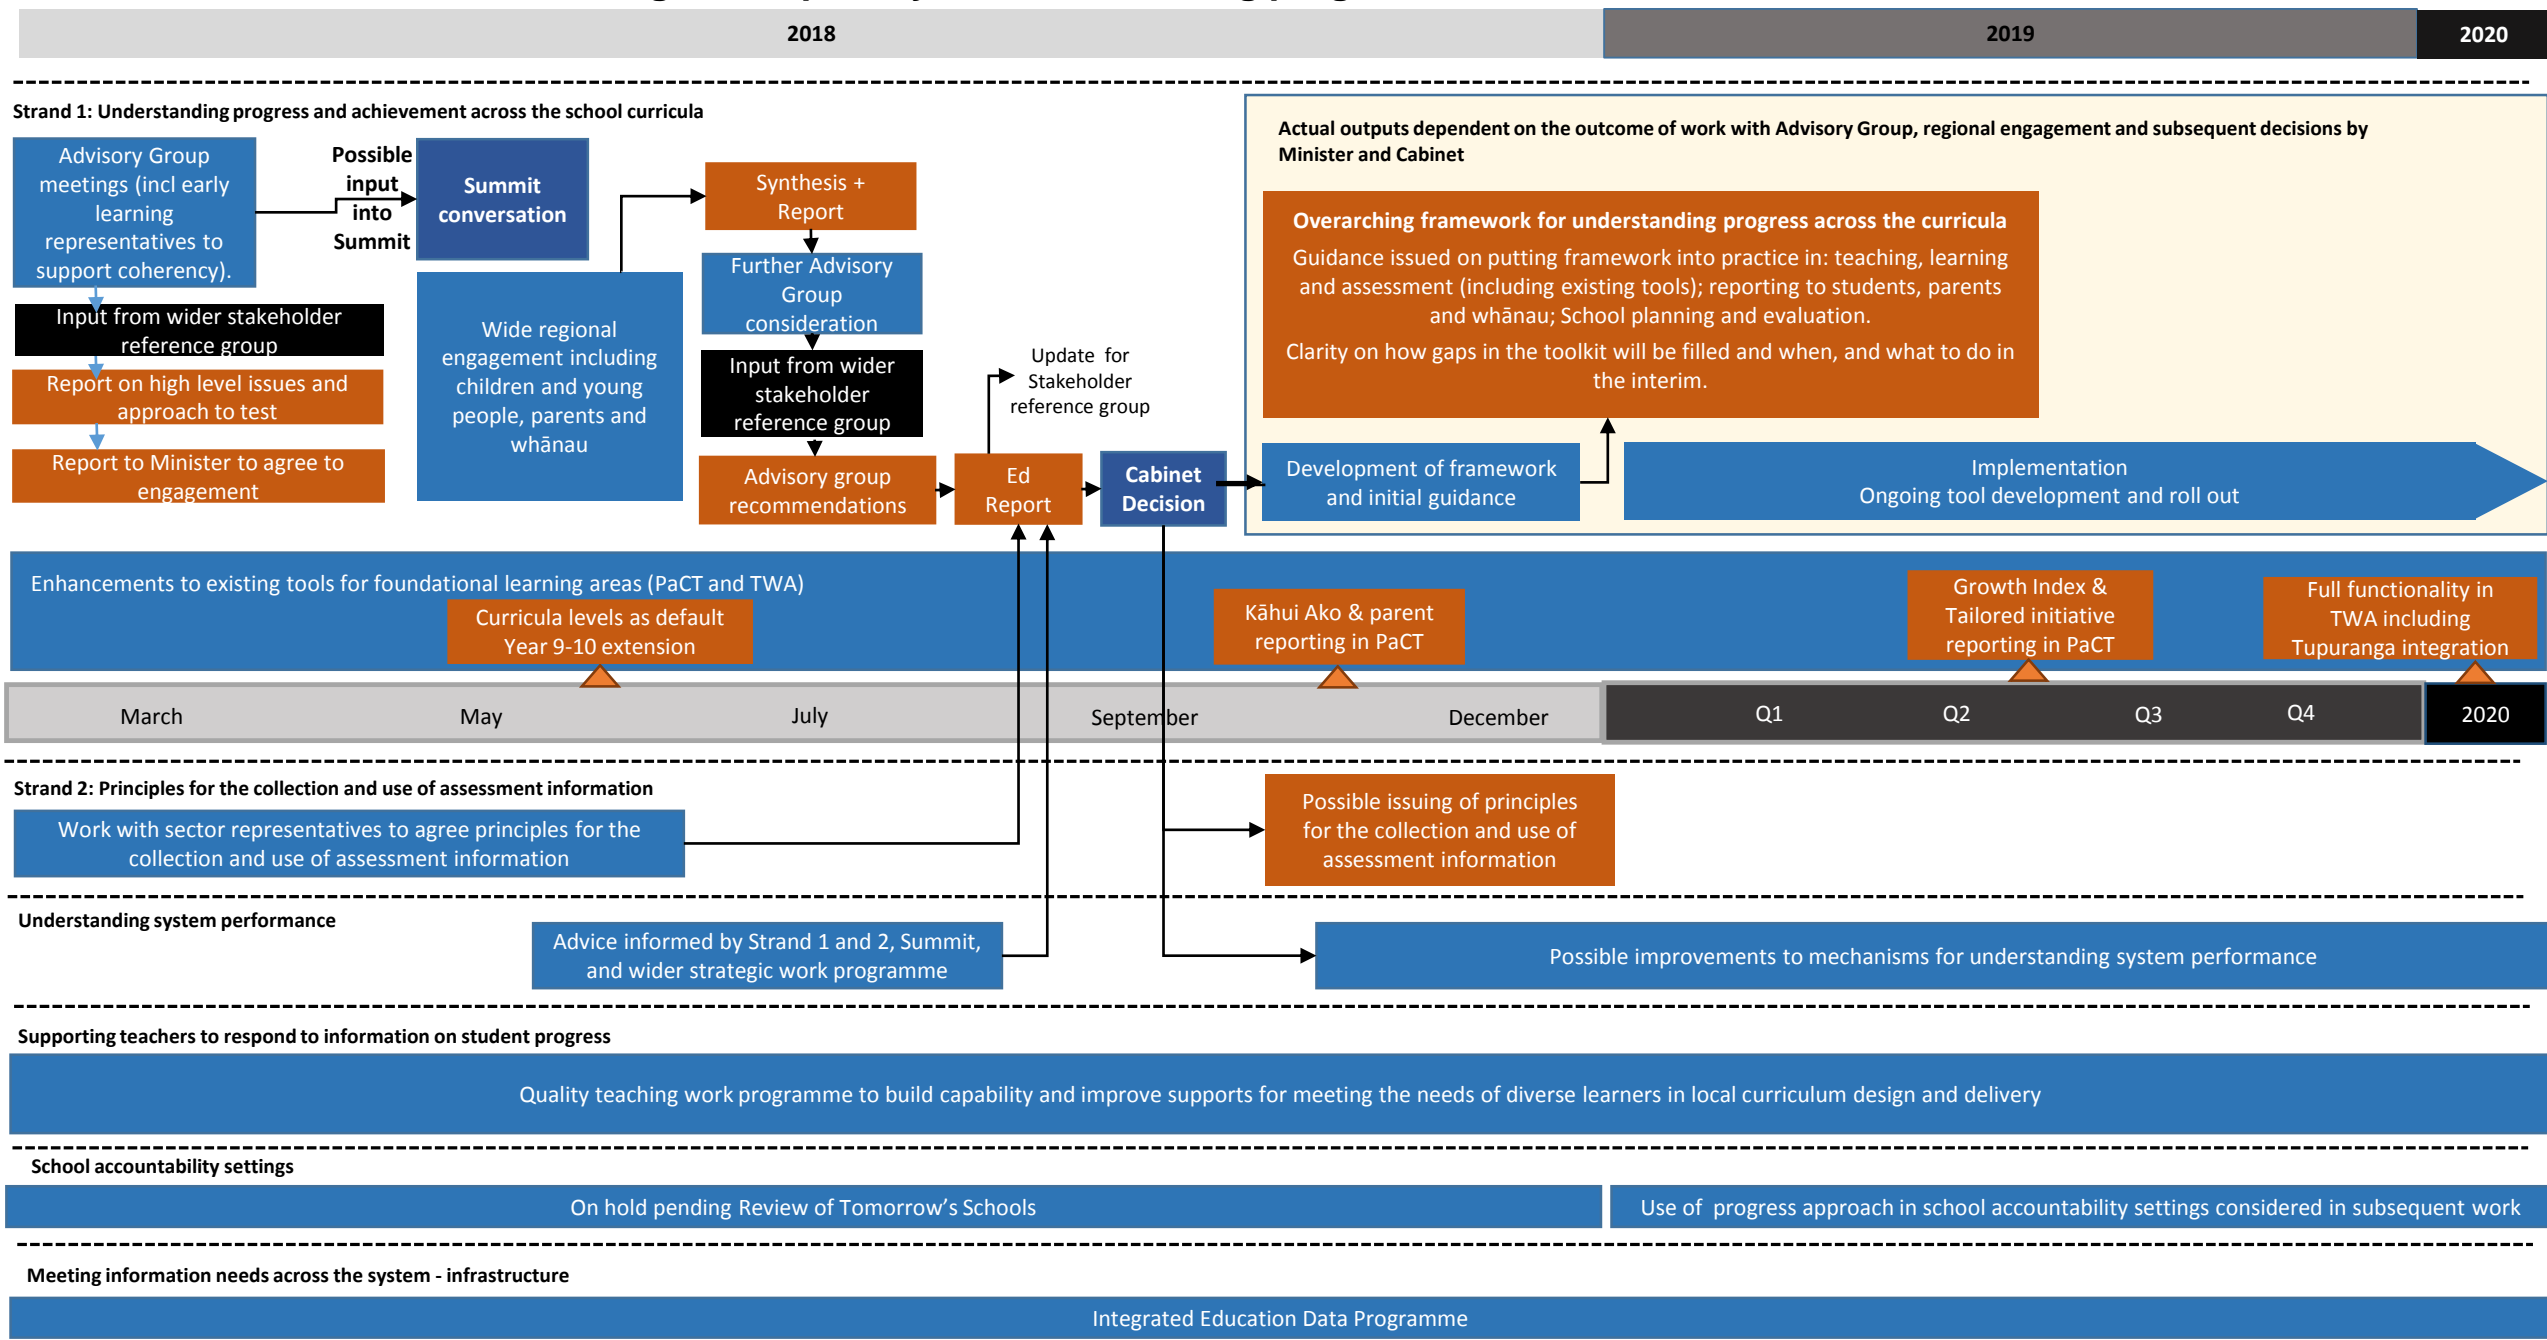 2018
2019
2020
Strand 1: Understanding progress and achievement across the school curricula
Advisory Group
meetings (incl early
learning
representatives to
support coherency).
Possible
input
into
Summit
Summit
conversation
Input from wider stakeholder
reference group
Report on high level issues and
approach to test
Report to Minister to agree to
engagement
Wide regional
engagement including
children and young
people, parents and
whānau
Synthesis +
Report
Further Advisory
Group
consideration
Input from wider
stakeholder
reference group
Advisory group
recommendations
Ed
Report
Update for
Stakeholder
reference group
Cabinet
Decision
Actual outputs dependent on the outcome of work with Advisory Group, regional engagement and subsequent decisions by
Minister and Cabinet
Overarching framework for understanding progress across the curricula
Guidance issued on putting framework into practice in: teaching, learning
and assessment (including existing tools); reporting to students, parents
and whānau; School planning and evaluation.
Clarity on how gaps in the toolkit will be filled and when, and what to do in
the interim.
Development of framework
and initial guidance
Implementation
Ongoing tool development and roll out
Enhancements to existing tools for foundational learning areas (PaCT and TWA)
Curricula levels as default
Year 9-10 extension
Kāhui Ako & parent
reporting in PaCT
Growth Index &
Tailored initiative
reporting in PaCT
Full functionality in
TWA including
Tupuranga integration
March
May
July
September
December
Q1
Q2
Q3
Q4
2020
Strand 2: Principles for the collection and use of assessment information
Work with sector representatives to agree principles for the
collection and use of assessment information
Possible issuing of principles
for the collection and use of
assessment information
Understanding system performance
Advice informed by Strand 1 and 2, Summit,
and wider strategic work programme
Possible improvements to mechanisms for understanding system performance
Supporting teachers to respond to information on student progress
Quality teaching work programme to build capability and improve supports for meeting the needs of diverse learners in local curriculum design and delivery
School accountability settings
On hold pending Review of Tomorrow's Schools
Use of progress approach in school accountability settings considered in subsequent work
Meeting information needs across the system - infrastructure
Integrated Education Data Programme